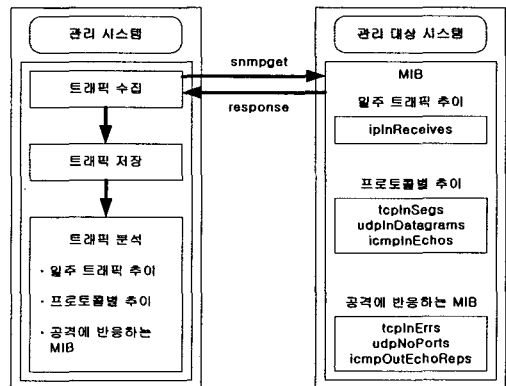 관리 시스템
트래픽 수집
트래픽 저장
트래픽 분석
· 일주 트래픽 추이
· 프로토콜별 추이
· 공격에 반응하는
MIB
snmpget
response
관리 대상 시스템
MIB
일주 트래픽 추이
ipInReceives
프로토콜별 추이
tcpInSegs
udpInDatagrams
icmpInEchos
공격에 반응하는 MIB
tcpInErrs
udpNoPorts
icmpOutEchoReps